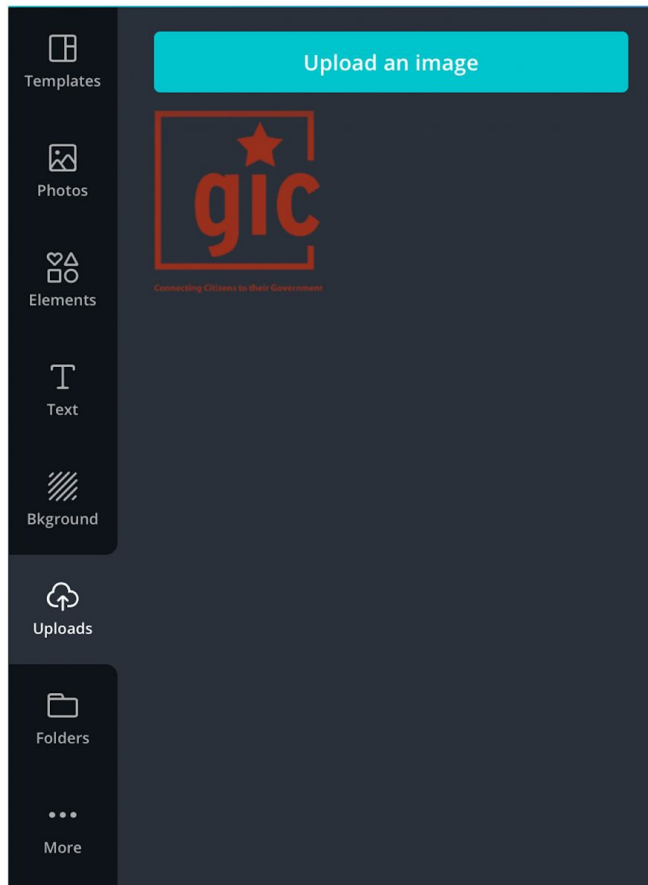 Templates
Photos
Elements
Text
Bkground
Uploads
Folders
More
Upload an image
gic
Connecting Citizens to their Government